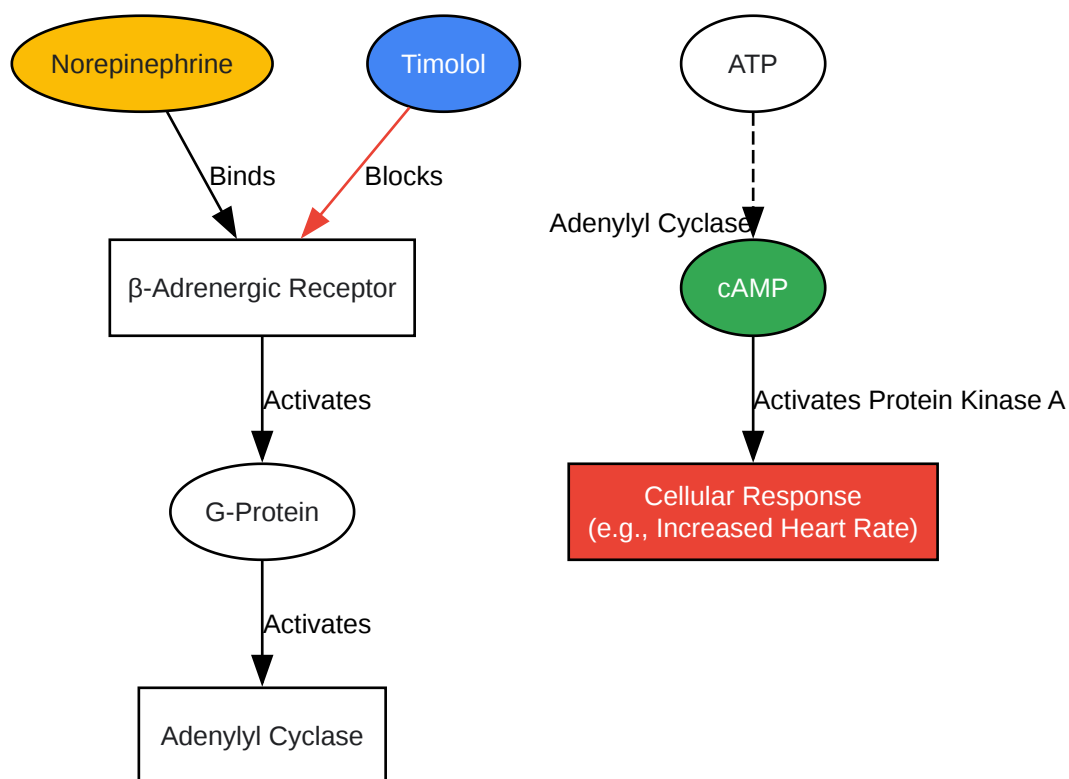 Norepinephrine
Timolol
ATP
Binds
Blocks
Adenylyl Cyclase
β-Adrenergic Receptor
cAMP
Activates
Activates Protein Kinase A
G-Protein
Cellular Response
(e.g., Increased Heart Rate)
Activates
Adenylyl Cyclase